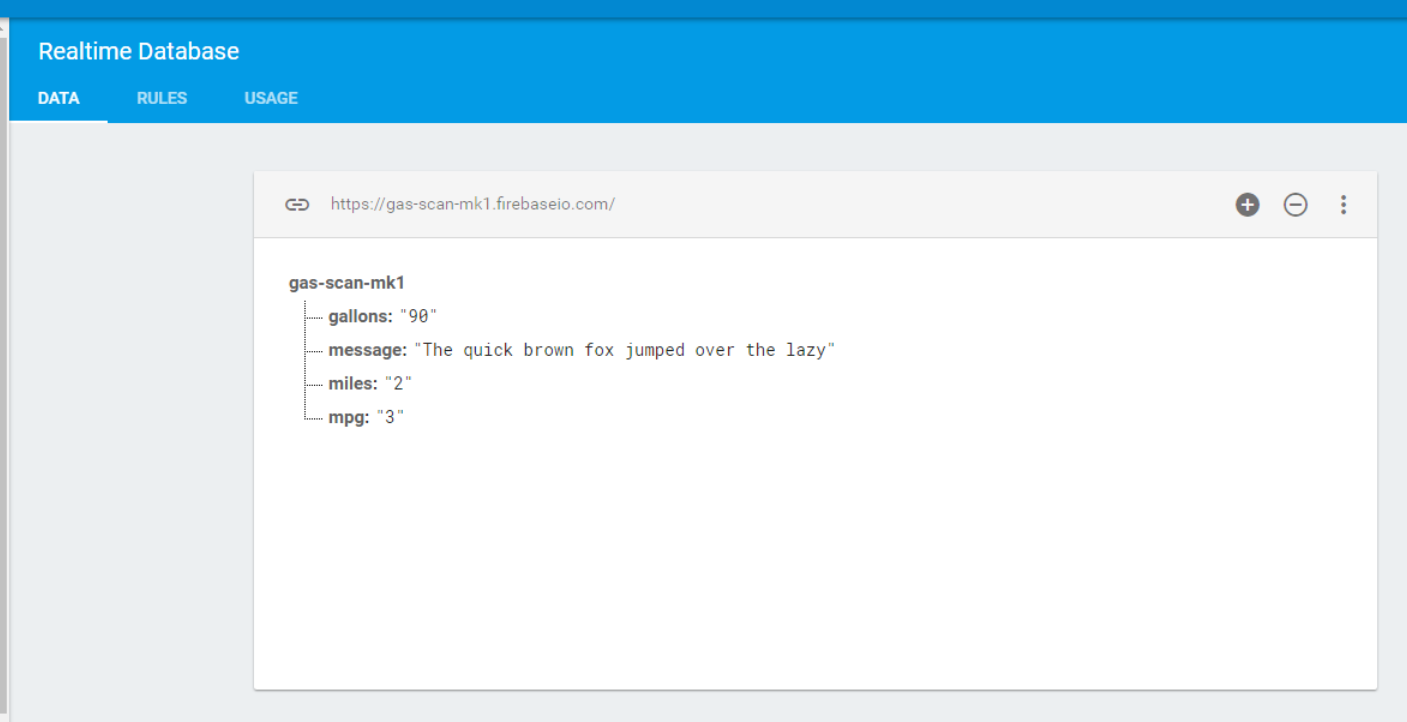 Realtime Database
DATA RULES USAGE
https://gas-scan-mk1.firebaseio.com/
gas-scan-mk1
gallons: "90"
message: "The quick brown fox jumped over the lazy"
miles: "2"
mpg: "3"